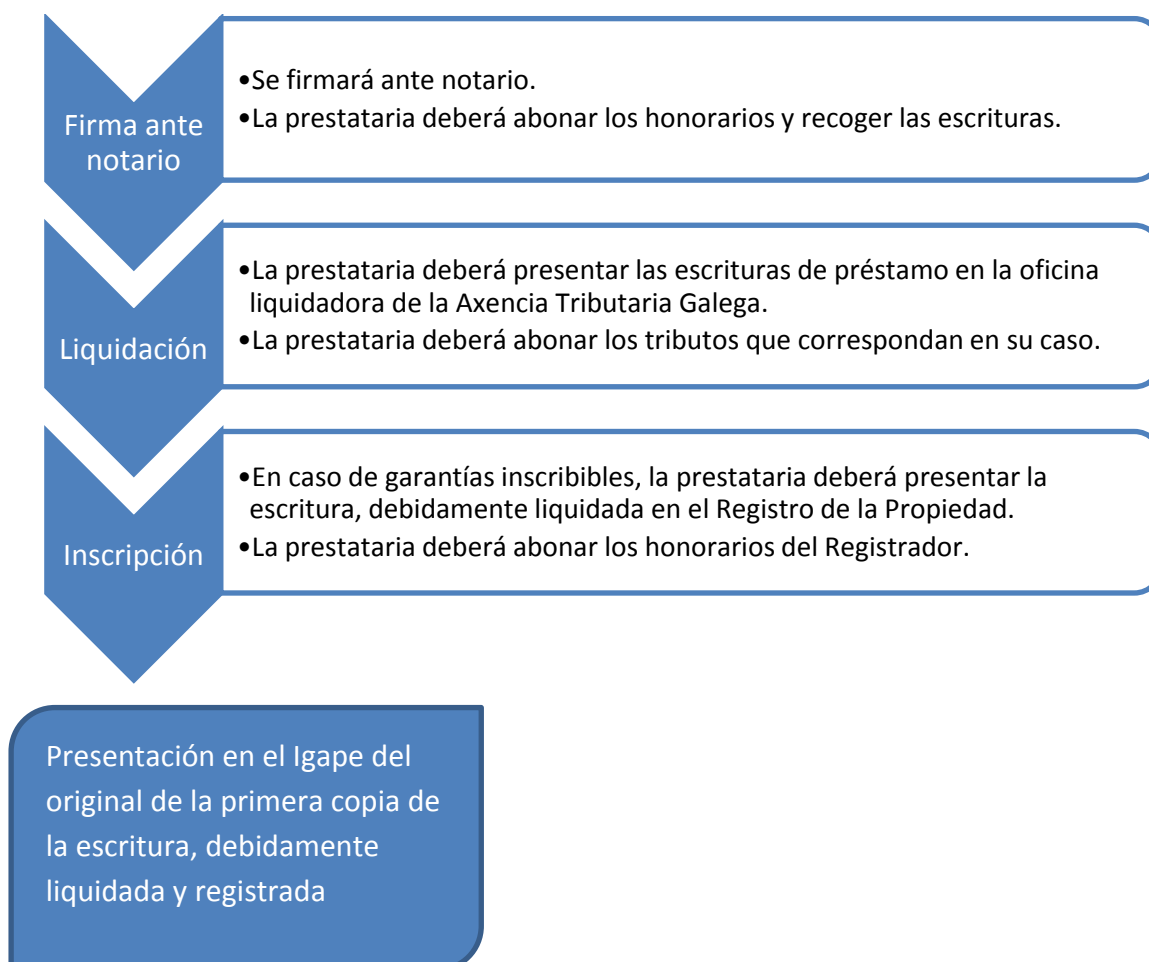 Firma ante
notario
•Se firmará ante notario.
•La prestataria deberá abonar los honorarios y recoger las escrituras.
Liquidación
•La prestataria deberá presentar las escrituras de préstamo en la oficina
liquidadora de la Axencia Tributaria Galega.
•La prestataria deberá abonar los tributos que correspondan en su caso.
Inscripción
•En caso de garantías inscribibles, la prestataria deberá presentar la
escritura, debidamente liquidada en el Registro de la Propiedad.
•La prestataria deberá abonar los honorarios del Registrador.
Presentación en el Igape del
original de la primera copia de
la escritura, debidamente
liquidada y registrada